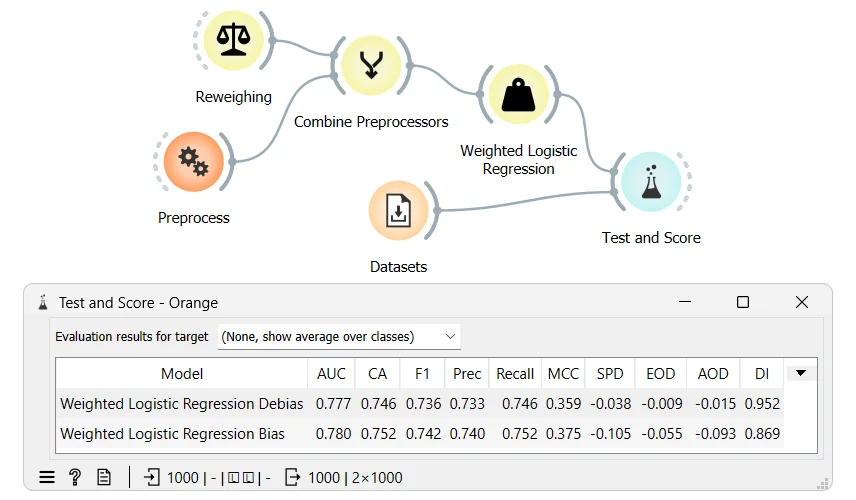 Reweighing
Combine Preprocessors
Weighted Logistic
Regression
Preprocess
Test and Score
Datasets
Test and Score - Orange
Evaluation results for target (None, show average over classes)
Model AUC CA F1 Prec Recall MCC SPD EOD AOD DI
Weighted Logistic Regression Debias 0.777 0.746 0.736 0.733 0.746 0.359 -0.038 -0.009 -0.015 0.952
Weighted Logistic Regression Bias 0.780 0.752 0.742 0.740 0.752 0.375 -0.105 -0.055 -0.093 0.869
? 1000 | - | - 1000 | 2×1000